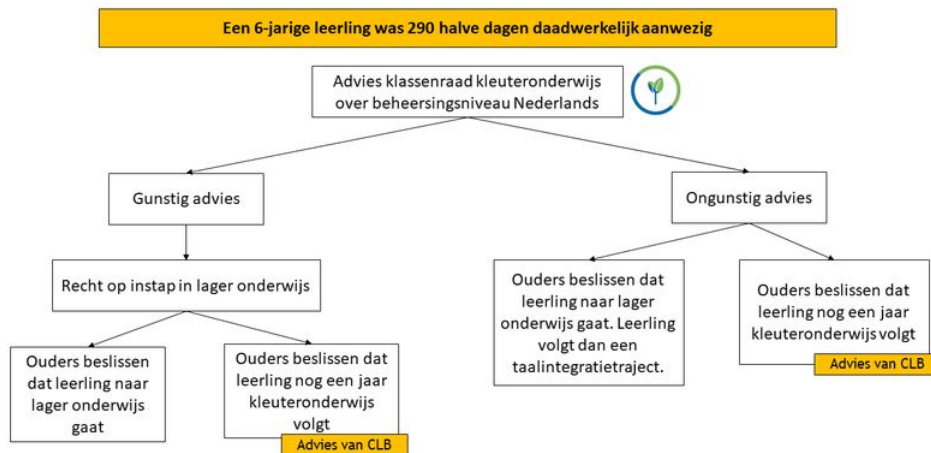 Een 6-jarige leerling was 290 halve dagen daadwerkelijk aanwezig
Advies klassenraad kleuteronderwijs
over beheersingsniveau Nederlands
Gunstig advies
Ongunstig advies
Recht op instap in lager onderwijs
Ouders beslissen dat
leerling naar lager
onderwijs gaat. Leerling
volgt dan een
taalintegratietraject.
Ouders beslissen dat
leerling nog een jaar
kleuteronderwijs volgt
Advies van CLB
Ouders beslissen
dat leerling naar
lager onderwijs
gaat
Ouders beslissen dat
leerling nog een jaar
kleuteronderwijs
volgt
Advies van CLB